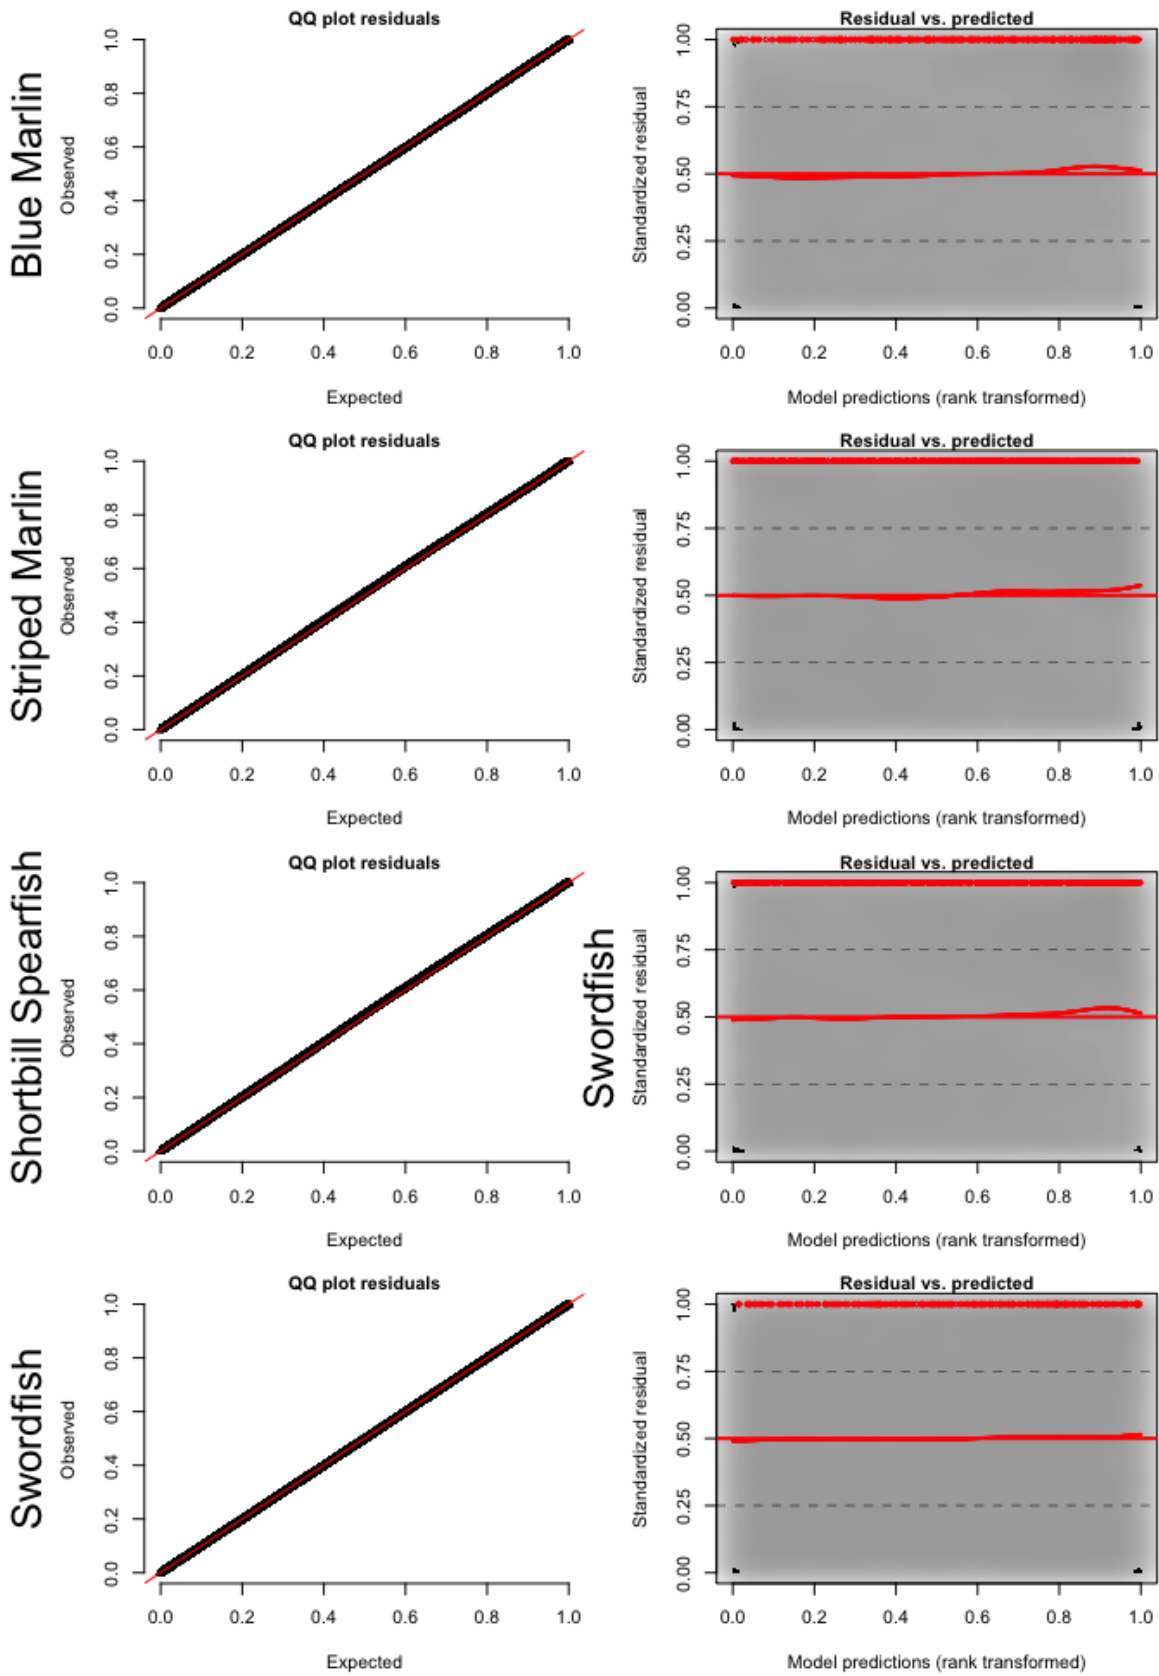 Blue Marlin
QQ plot residuals
Observed
0.0 0.2 0.4 0.6 0.8 1.0
0.0 0.2 0.4 0.6 0.8 1.0
Expected
Residual vs. predicted
Standardized residual
0.00 0.25 0.50 0.75 1.00
0.0 0.2 0.4 0.6 0.8 1.0
Model predictions (rank transformed)
Striped Marlin
QQ plot residuals
Observed
0.0 0.2 0.4 0.6 0.8 1.0
0.0 0.2 0.4 0.6 0.8 1.0
Expected
Residual vs. predicted
Standardized residual
0.00 0.25 0.50 0.75 1.00
0.0 0.2 0.4 0.6 0.8 1.0
Model predictions (rank transformed)
Shortbill Spearfish
QQ plot residuals
Observed
0.0 0.2 0.4 0.6 0.8 1.0
0.0 0.2 0.4 0.6 0.8 1.0
Expected
Swordfish
Residual vs. predicted
Standardized residual
0.00 0.25 0.50 0.75 1.00
0.0 0.2 0.4 0.6 0.8 1.0
Model predictions (rank transformed)
Swordfish
QQ plot residuals
Observed
0.0 0.2 0.4 0.6 0.8 1.0
0.0 0.2 0.4 0.6 0.8 1.0
Expected
Residual vs. predicted
Standardized residual
0.00 0.25 0.50 0.75 1.00
0.0 0.2 0.4 0.6 0.8 1.0
Model predictions (rank transformed)